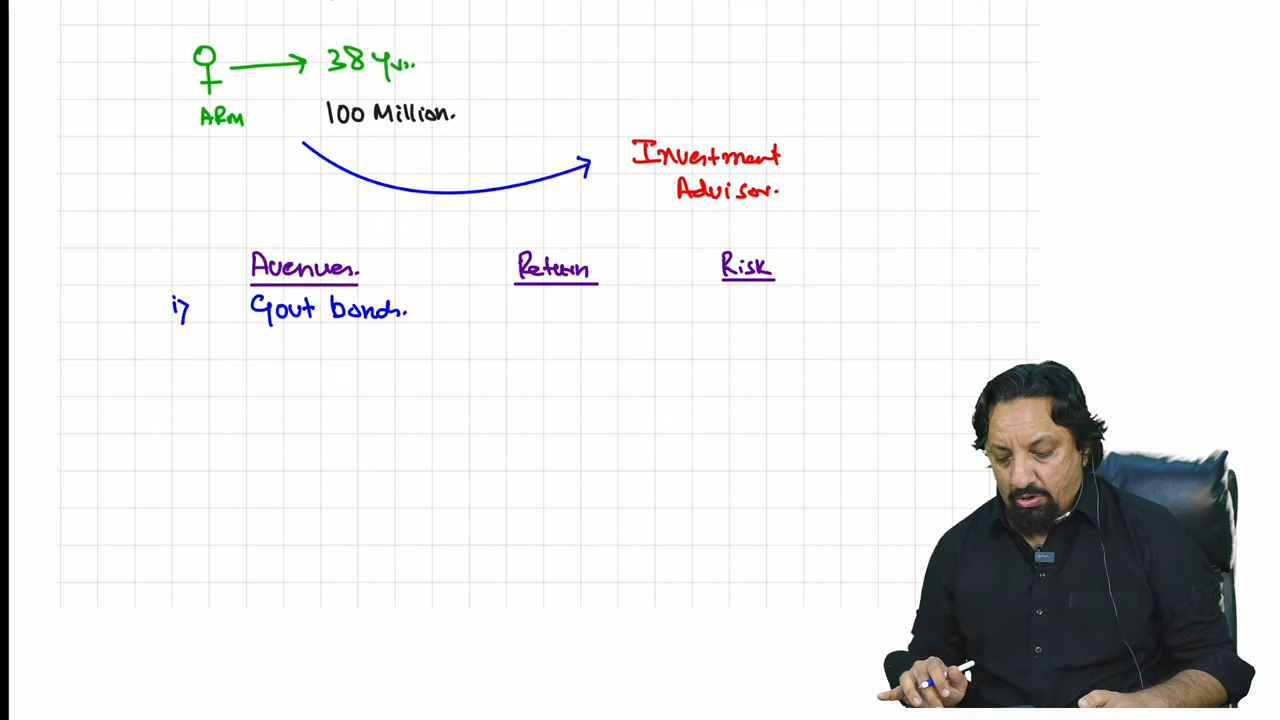 38 Yrs.
ARM
100 Million.
Investment
Advisor.
Avenues. Return Risk
i) Govt bonds.